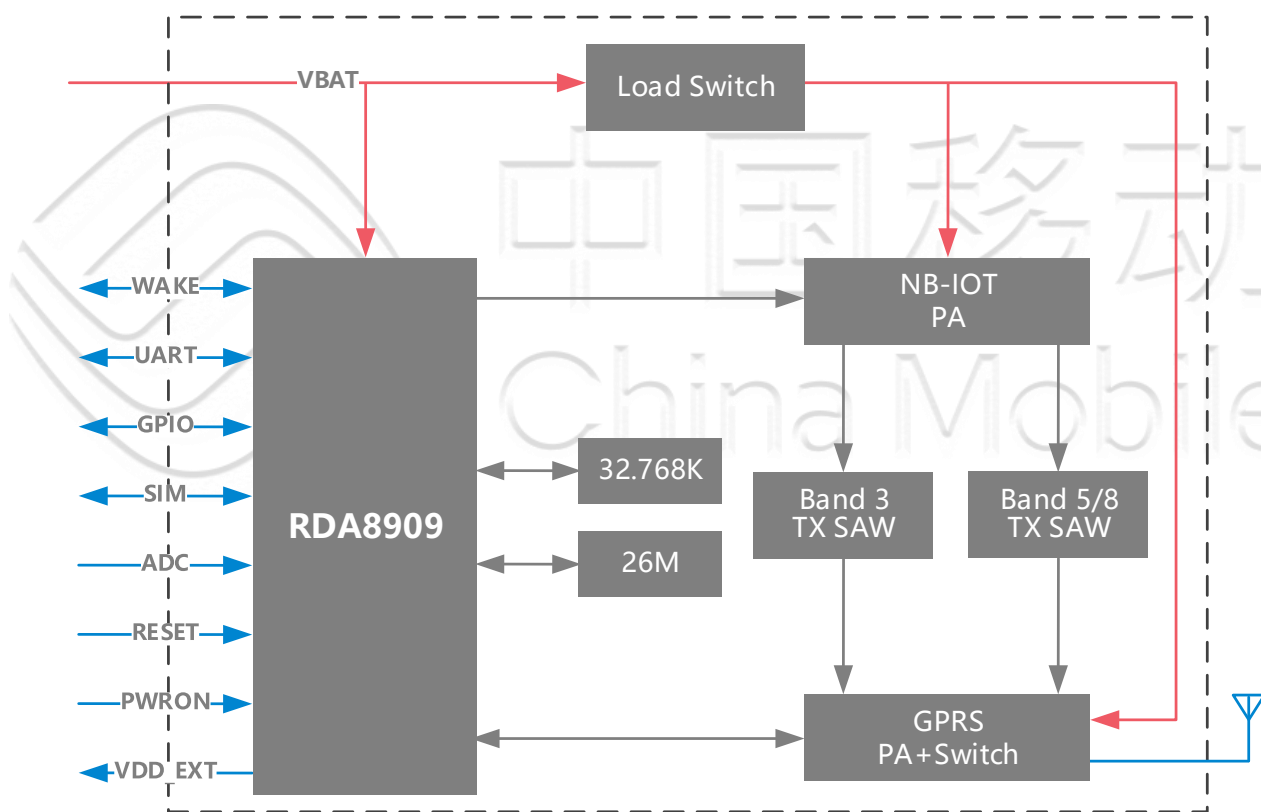 VBAT
Load Switch
中国移动
China Mobile
WAKE
UART
GPIO
SIM
ADC
RESET
PWRON
VDD_EXT
RDA8909
32.768K
26M
NB-IOT
PA
Band 3
TX SAW
Band 5/8
TX SAW
GPRS
PA+Switch